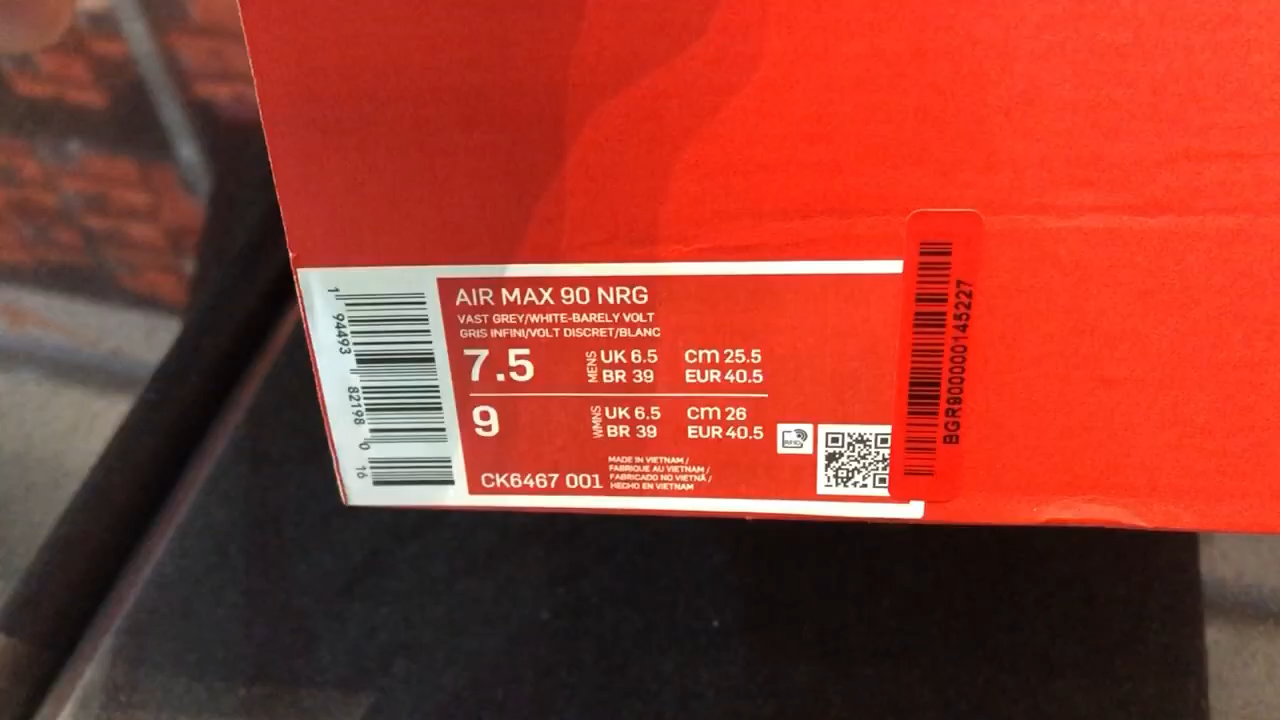 AIR MAX 90 NRG
VAST GREY/WHITE-BARELY VOLT
GRIS INFINI/VOLT DISCRET/BLANC
7.5
MENS
UK 6.5
BR 39
cm 25.5
EUR 40.5
9
WMNS
UK 6.5
BR 39
cm 26
EUR 40.5
CK6467 001
MADE IN VIETNAM /
FABRIQUE AU VIETNAM /
FABRICADO NO VIETNÃ /
HECHO EN VIETNAM
RFID
1 94493 82198 0 16
BGR900000145227